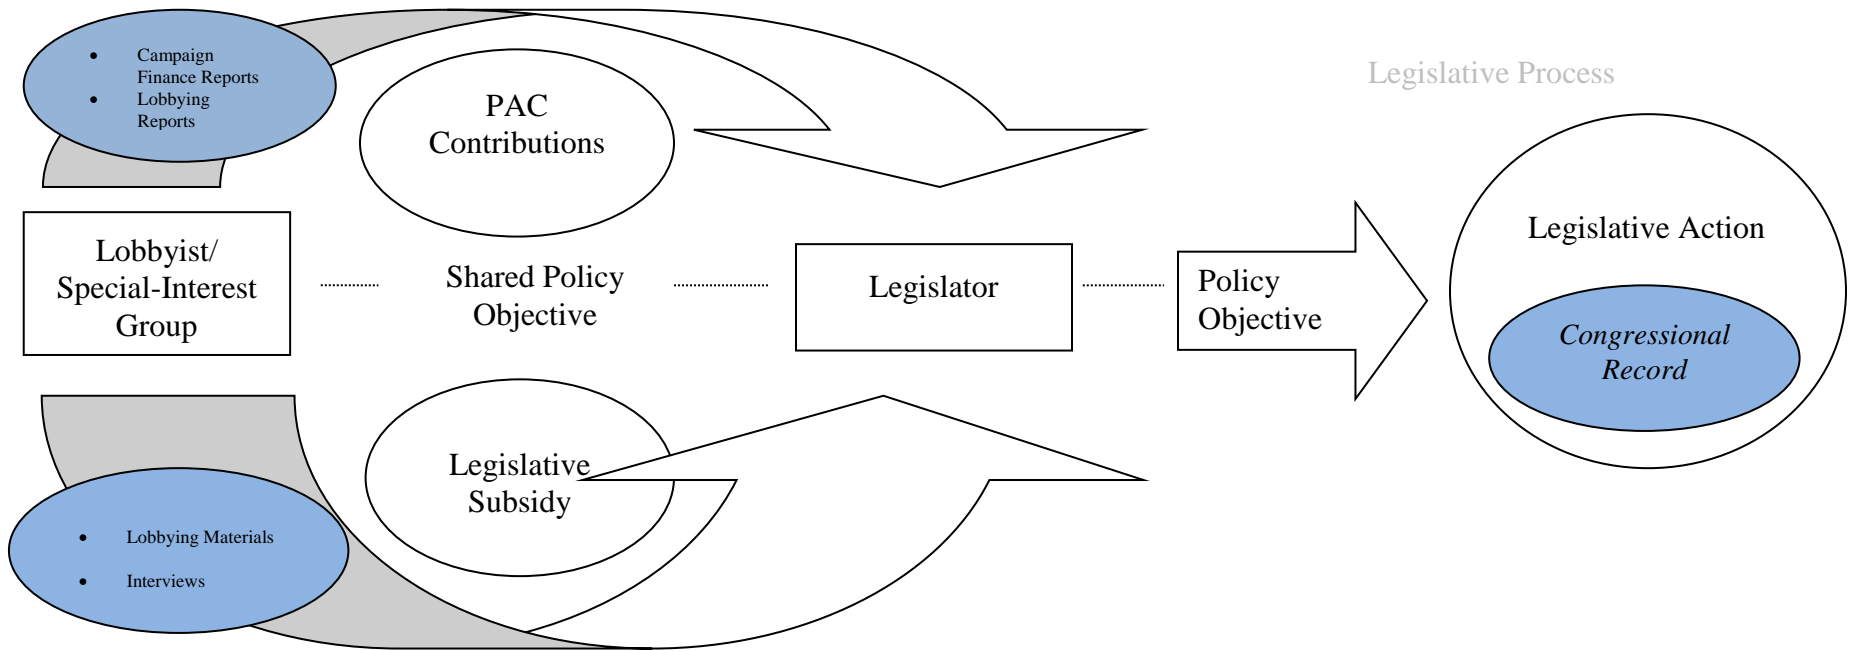 • Campaign
Finance Reports
• Lobbying
Reports
PAC
Contributions
Legislative Process
Lobbyist/
Special-Interest
Group
Shared Policy
Objective
Legislator
Policy
Objective
Legislative Action
Congressional
Record
Legislative
Subsidy
• Lobbying Materials
• Interviews